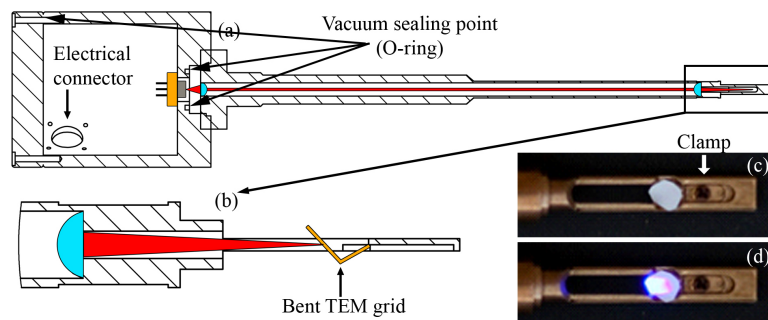 Vacuum sealing point
(O-ring)
(a)
Electrical
connector
Clamp
(c)
(b)
(d)
Bent TEM grid